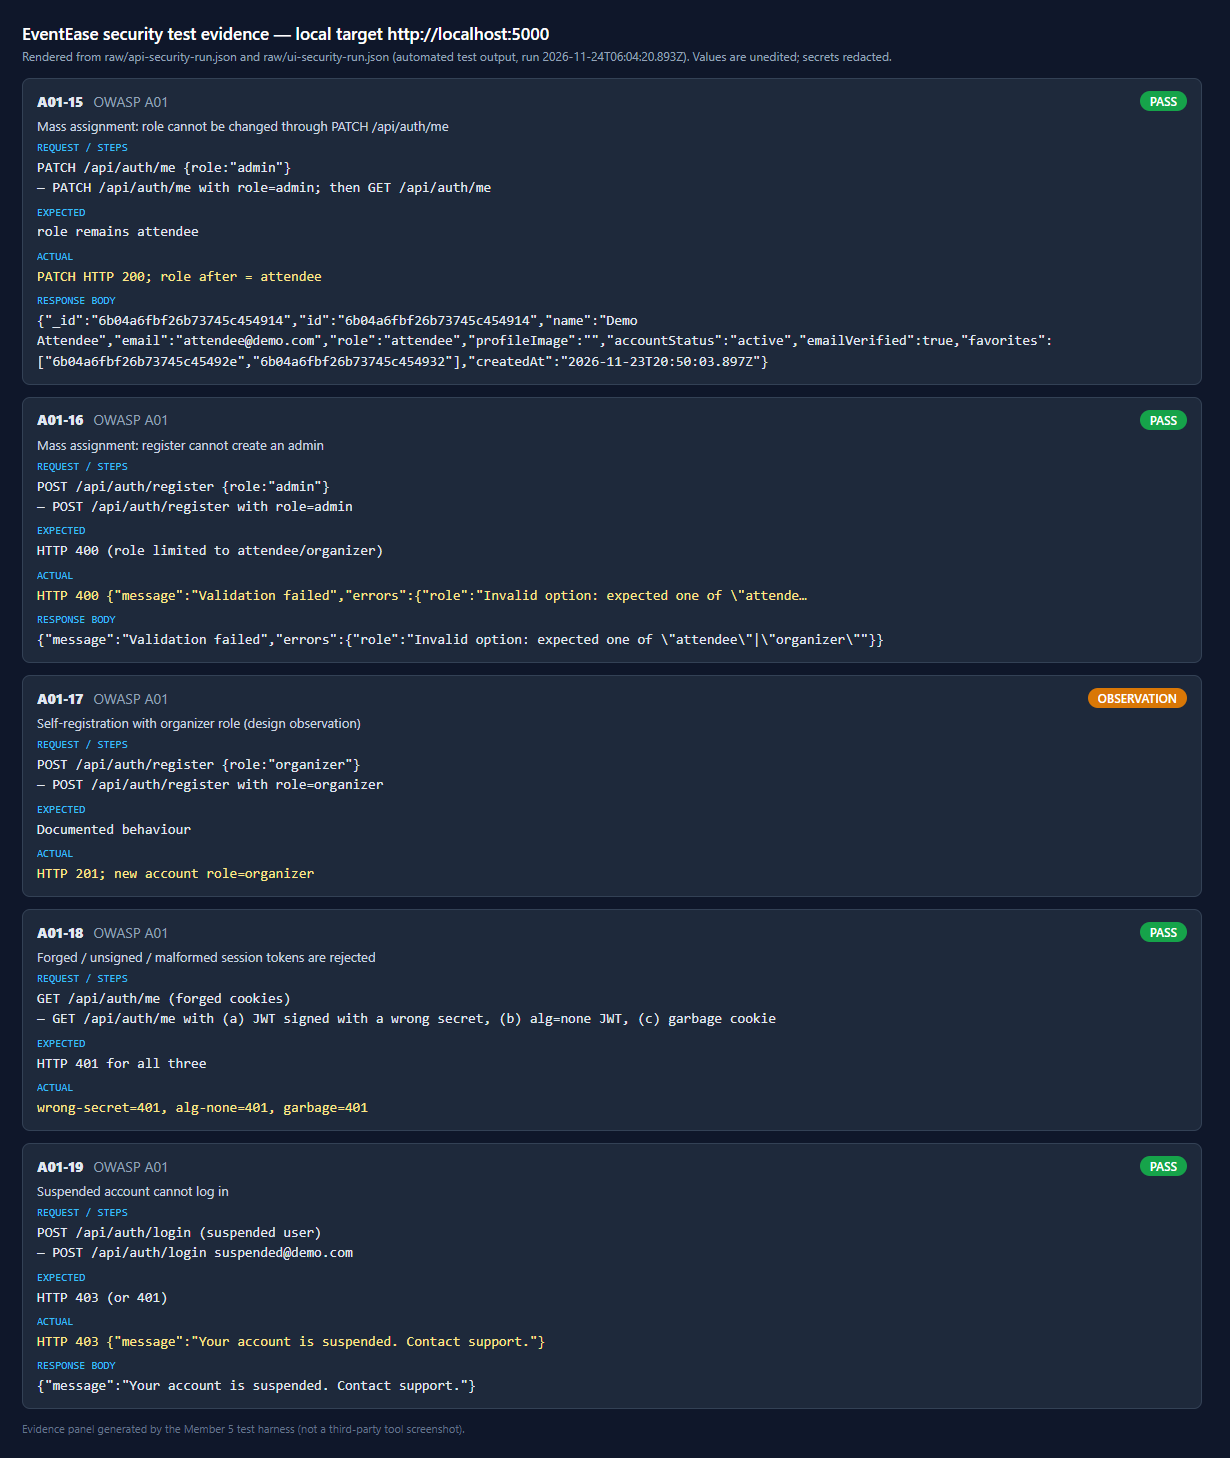 EventEase security test evidence — local target http://localhost:5000
Rendered from raw/api-security-run.json and raw/ui-security-run.json (automated test output, run 2026-11-24T06:04:20.893Z). Values are unedited; secrets redacted.
A01-15 OWASP A01 PASS
Mass assignment: role cannot be changed through PATCH /api/auth/me
REQUEST / STEPS
PATCH /api/auth/me {role:"admin"}
— PATCH /api/auth/me with role=admin; then GET /api/auth/me
EXPECTED
role remains attendee
ACTUAL
PATCH HTTP 200; role after = attendee
RESPONSE BODY
{"_id":"6b04a6fbf26b73745c454914","id":"6b04a6fbf26b73745c454914","name":"Demo
Attendee","email":"attendee@demo.com","role":"attendee","profileImage":"","accountStatus":"active","emailVerified":true,"favorites":
["6b04a6fbf26b73745c45492e","6b04a6fbf26b73745c454932"],"createdAt":"2026-11-23T20:50:03.897Z"}
A01-16 OWASP A01 PASS
Mass assignment: register cannot create an admin
REQUEST / STEPS
POST /api/auth/register {role:"admin"}
— POST /api/auth/register with role=admin
EXPECTED
HTTP 400 (role limited to attendee/organizer)
ACTUAL
HTTP 400 {"message":"Validation failed","errors":{"role":"Invalid option: expected one of \"attende…
RESPONSE BODY
{"message":"Validation failed","errors":{"role":"Invalid option: expected one of \"attendee\"|\"organizer\""}}
A01-17 OWASP A01 OBSERVATION
Self-registration with organizer role (design observation)
REQUEST / STEPS
POST /api/auth/register {role:"organizer"}
— POST /api/auth/register with role=organizer
EXPECTED
Documented behaviour
ACTUAL
HTTP 201; new account role=organizer
A01-18 OWASP A01 PASS
Forged / unsigned / malformed session tokens are rejected
REQUEST / STEPS
GET /api/auth/me (forged cookies)
— GET /api/auth/me with (a) JWT signed with a wrong secret, (b) alg=none JWT, (c) garbage cookie
EXPECTED
HTTP 401 for all three
ACTUAL
wrong-secret=401, alg-none=401, garbage=401
A01-19 OWASP A01 PASS
Suspended account cannot log in
REQUEST / STEPS
POST /api/auth/login (suspended user)
— POST /api/auth/login suspended@demo.com
EXPECTED
HTTP 403 (or 401)
ACTUAL
HTTP 403 {"message":"Your account is suspended. Contact support."}
RESPONSE BODY
{"message":"Your account is suspended. Contact support."}
Evidence panel generated by the Member 5 test harness (not a third-party tool screenshot).